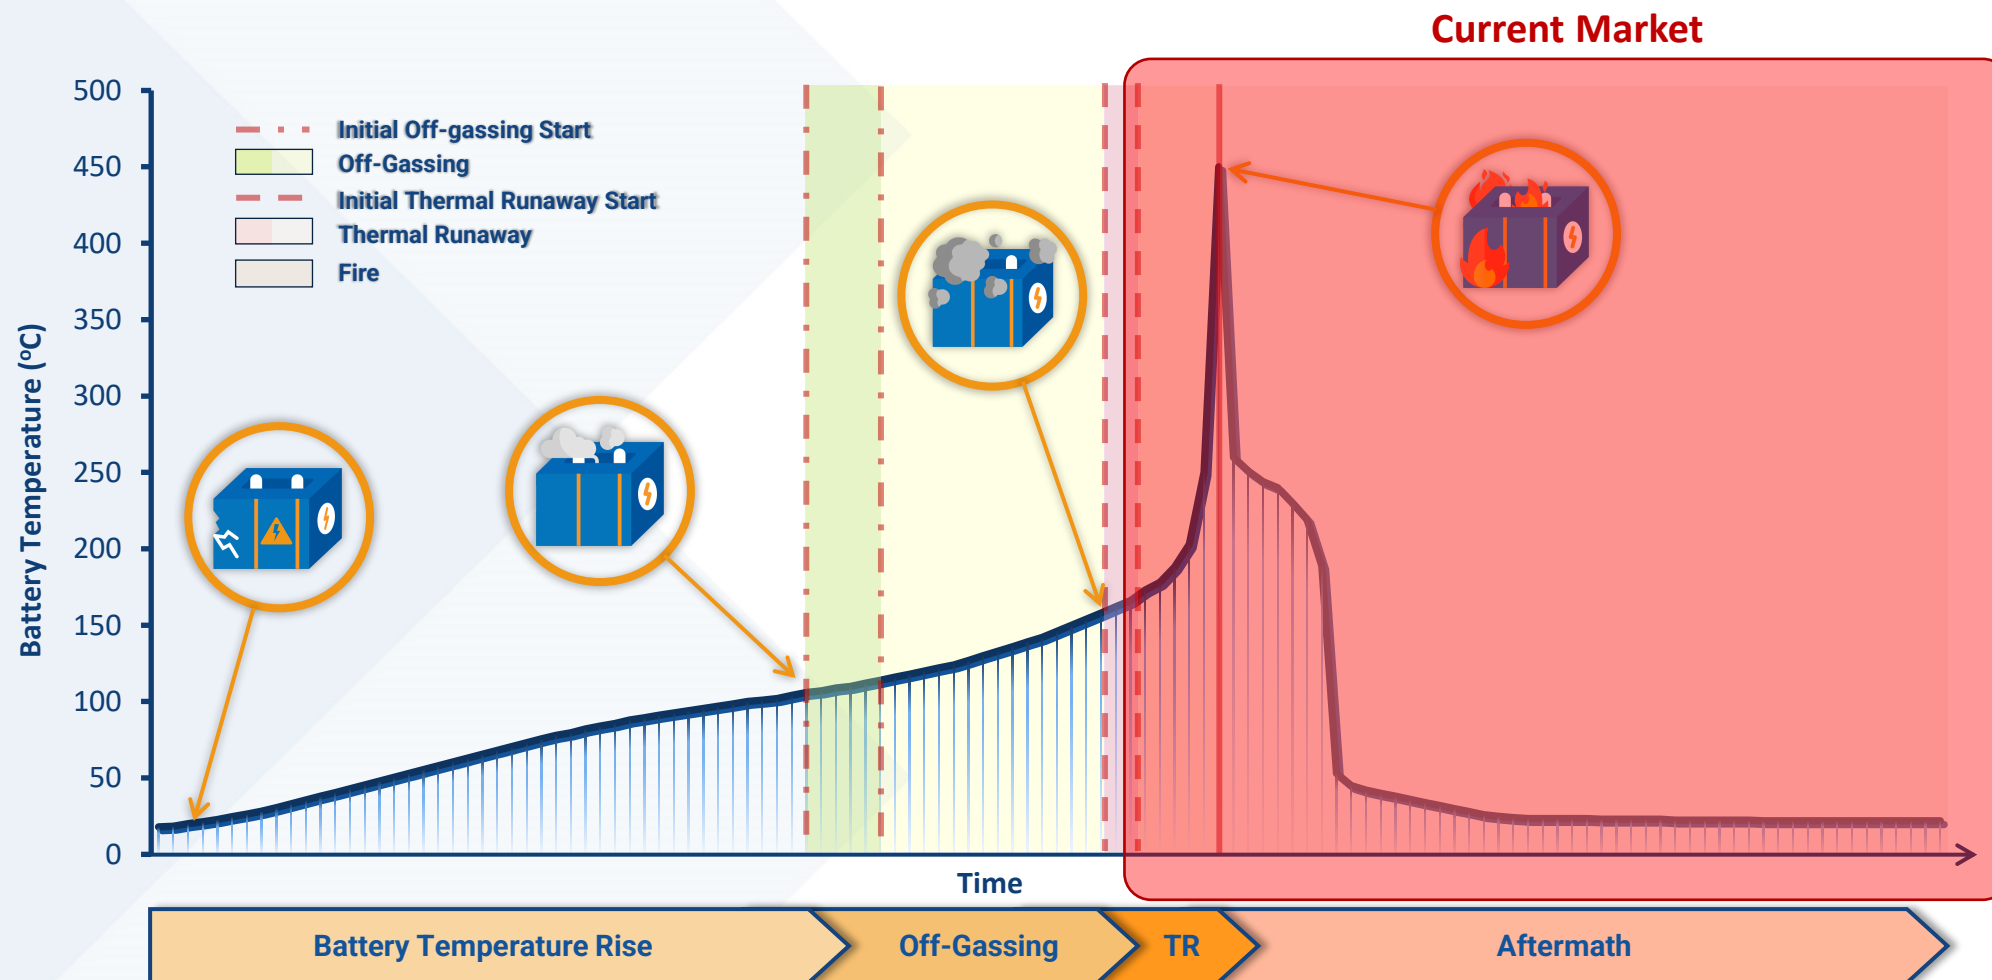 Current Market
500
450
400
350
300
250
200
150
100
50
0
Battery Temperature (ºC)
Initial Off-gassing Start
Off-Gassing
Initial Thermal Runaway Start
Thermal Runaway
Fire
Time
Battery Temperature Rise
Off-Gassing
TR
Aftermath